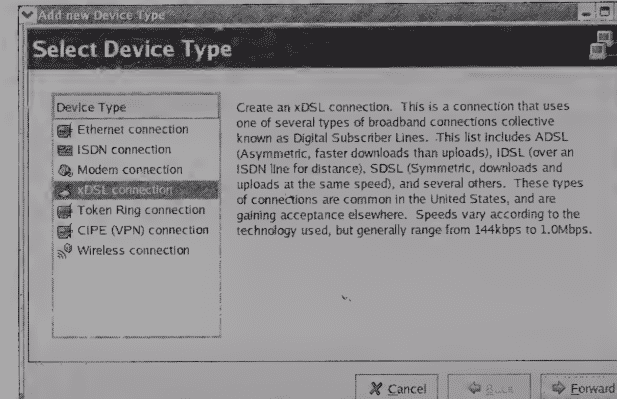 Add new Device Type
Select Device Type
Device Type
Ethernet connection
ISDN connection
Modem connection
xDSL connection
Token Ring connection
CIPE (VPN) connection
Wireless connection
Create an xDSL connection. This is a connection that uses
one of several types of broadband connections collective
known as Digital Subscriber Lines. This list includes ADSL
(Asymmetric, faster downloads than uploads), IDSL (over an
ISDN line for distance), SDSL (Symmetric, downloads and
uploads at the same speed), and several others. These types
of connections are common in the United States, and are
gaining acceptance elsewhere. Speeds vary according to the
technology used, but generally range from 144kbps to 1.0Mbps.
Cancel
Back
Forward